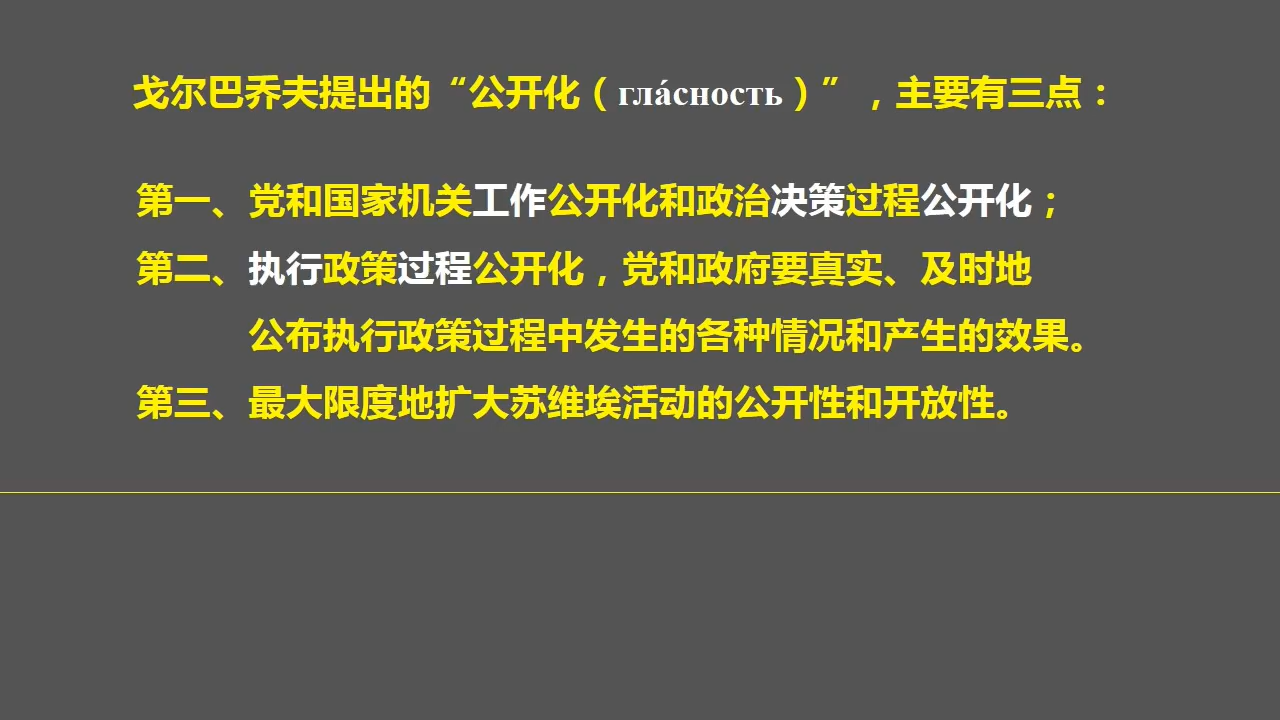 戈尔巴乔夫提出的“公开化（гла́сность）”，主要有三点：
第一、党和国家机关工作公开化和政治决策过程公开化；
第二、执行政策过程公开化，党和政府要真实、及时地
公布执行政策过程中发生的各种情况和产生的效果。
第三、最大限度地扩大苏维埃活动的公开性和开放性。